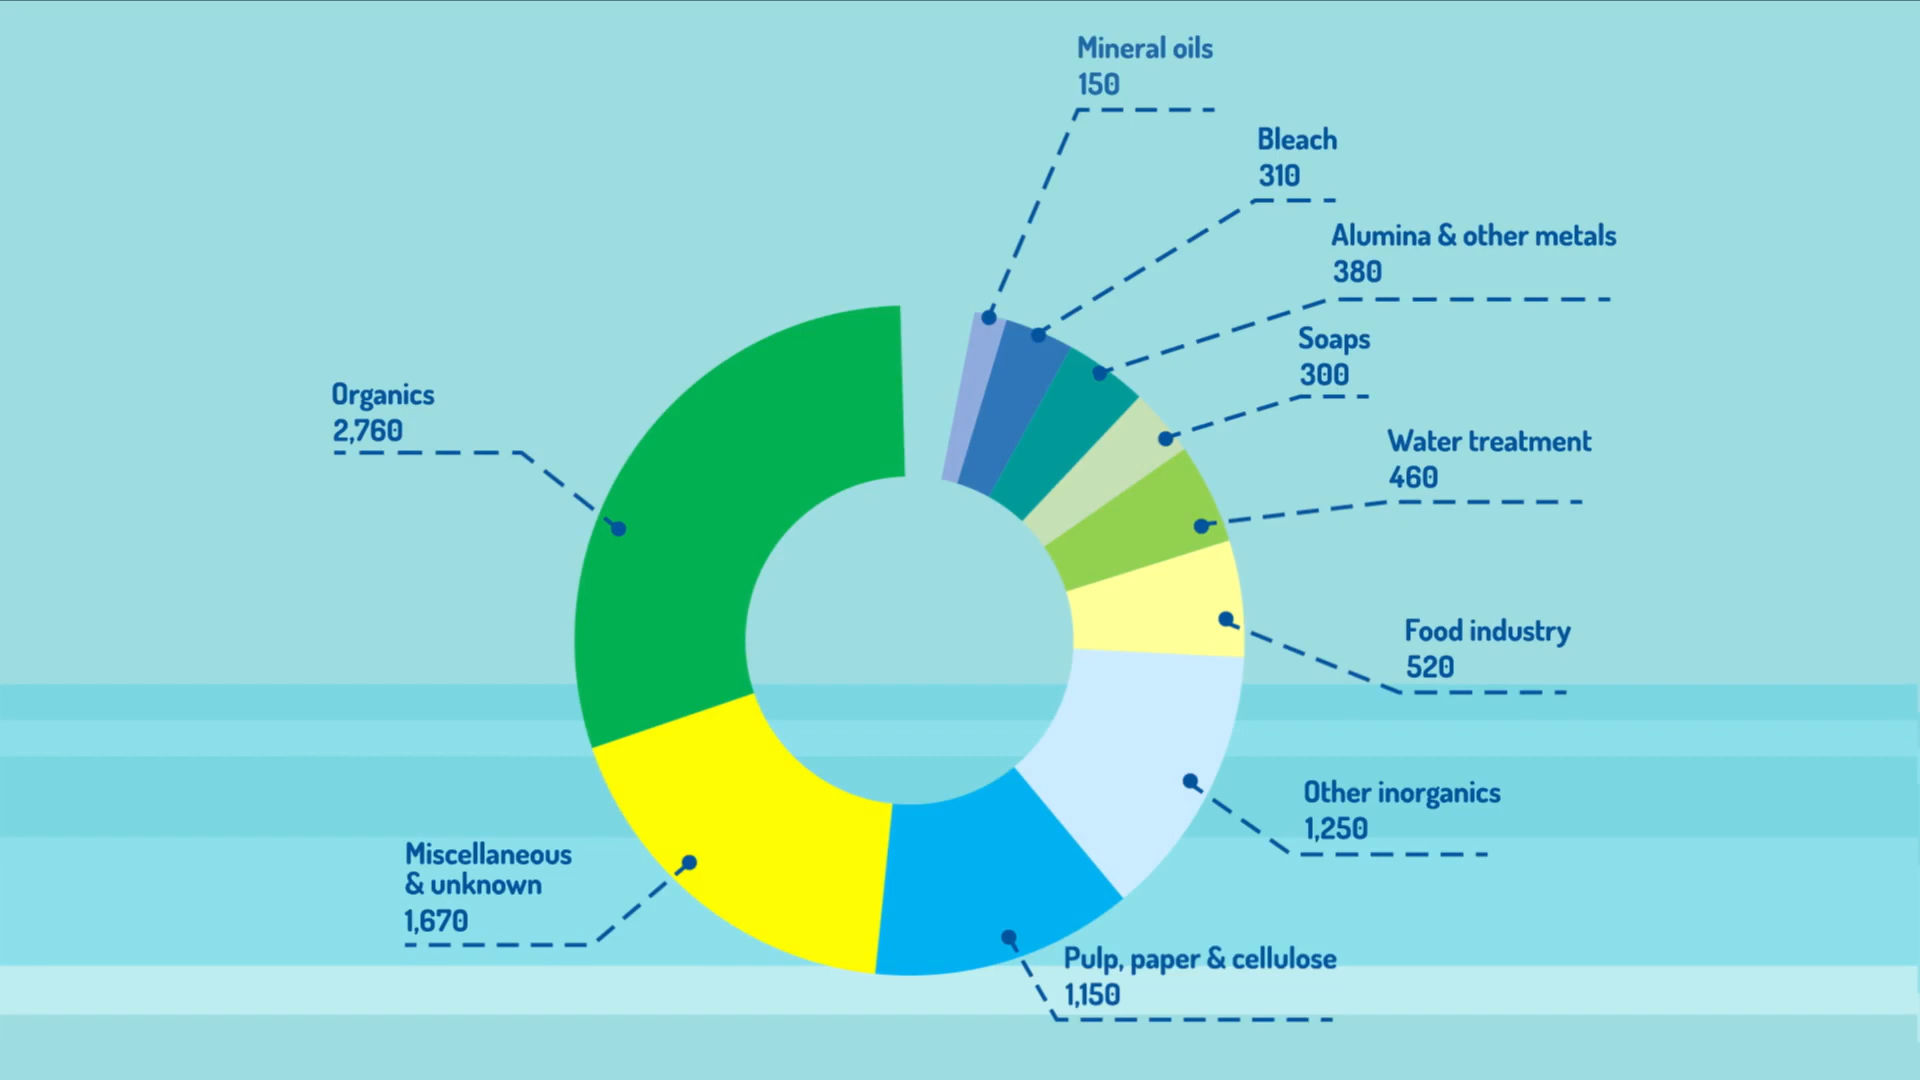 Mineral oils
150
Bleach
310
Alumina & other metals
380
Soaps
300
Water treatment
460
Food industry
520
Other inorganics
1,250
Pulp, paper & cellulose
1,150
Miscellaneous
& unknown
1,670
Organics
2,760